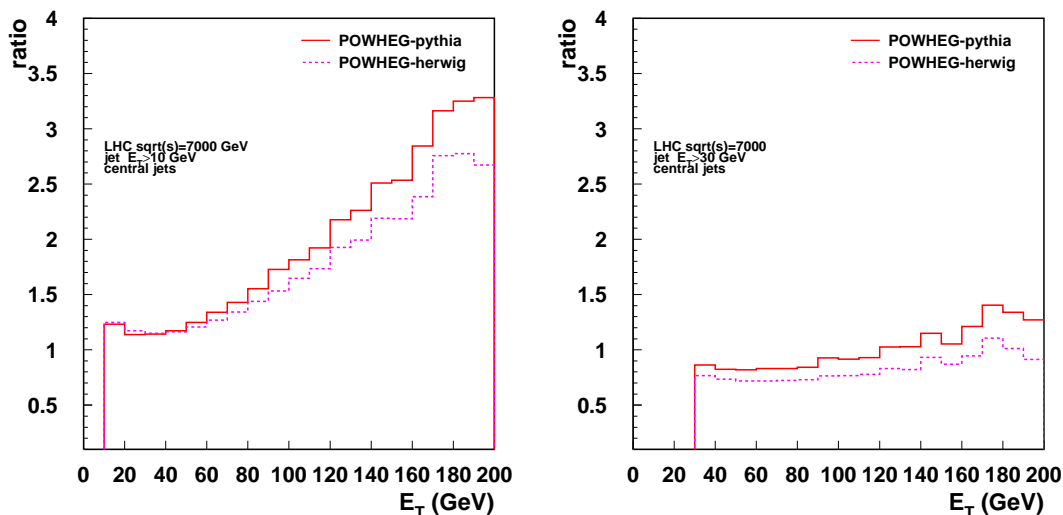 ratio
4
3.5
3
2.5
2
1.5
1
0.5
POWHEG-pythia
POWHEG-herwig
LHC sqrt(s)=7000 GeV
jet E_T>10 GeV
central jets
0 20 40 60 80 100 120 140 160 180 200
E_T (GeV)
ratio
4
3.5
3
2.5
2
1.5
1
0.5
POWHEG-pythia
POWHEG-herwig
LHC sqrt(s)=7000
jet E_T>30 GeV
central jets
0 20 40 60 80 100 120 140 160 180 200
E_T (GeV)